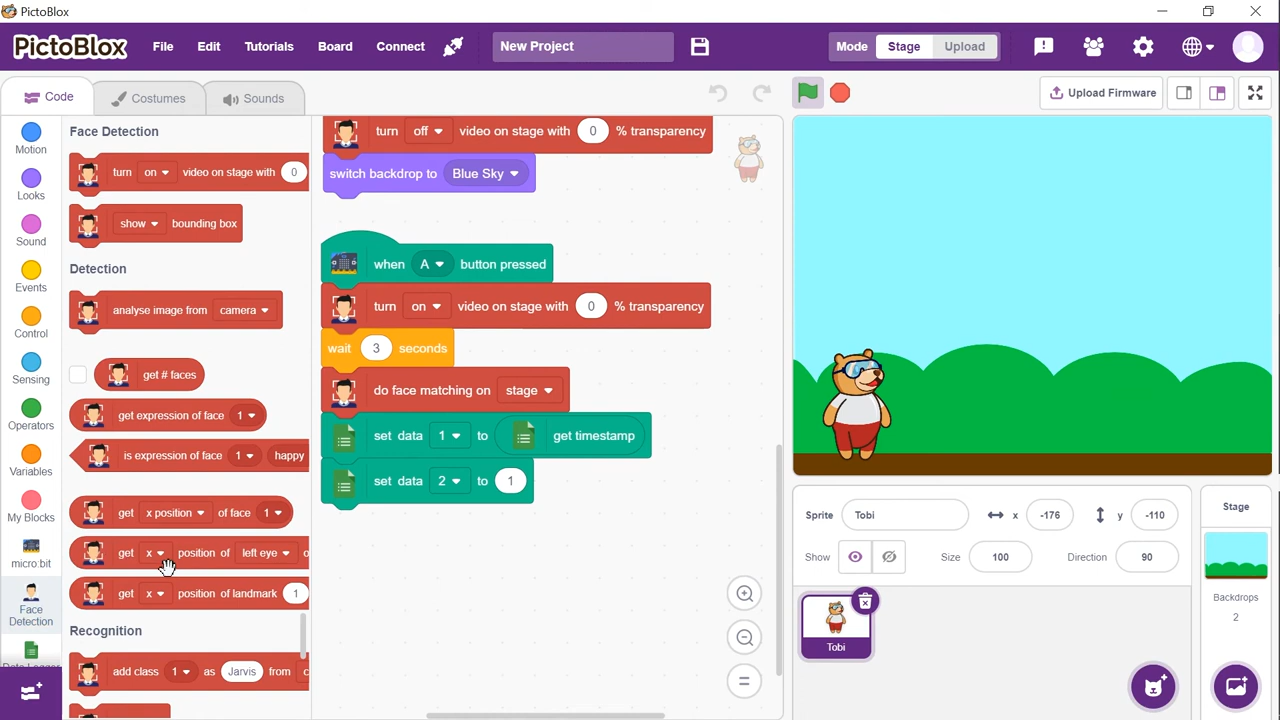 PictoBlox
PictoBlox File Edit Tutorials Board Connect New Project Mode Stage Upload
Code Costumes Sounds Upload Firmware
Motion
Looks
Sound
Events
Control
Sensing
Operators
Variables
My Blocks
micro:bit
Face
Detection
Face Detection
turn on video on stage with 0
show bounding box
Detection
analyse image from camera
get # faces
get expression of face 1
is expression of face 1 happy
get x position of face 1
get x position of left eye
get x position of landmark 1
Recognition
add class 1 as Jarvis from
turn off video on stage with 0 % transparency
switch backdrop to Blue Sky
when A button pressed
turn on video on stage with 0 % transparency
wait 3 seconds
do face matching on stage
set data 1 to get timestamp
set data 2 to 1
Sprite Tobi x -176 y -110
Show Size 100 Direction 90
Tobi
Stage
Backdrops
2